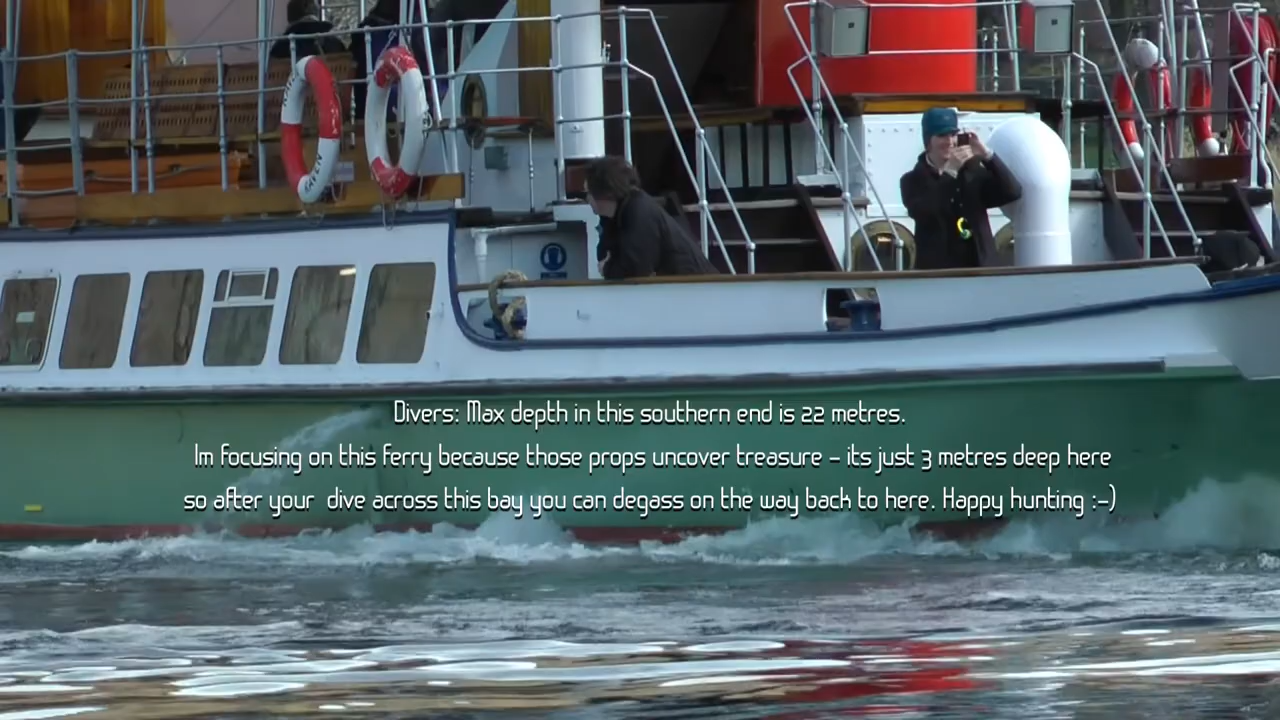 Divers: Max depth in this southern end is 22 metres.
Im focusing on this ferry because those props uncover treasure - its just 3 metres deep here
so after your dive across this bay you can degass on the way back to here. Happy hunting :-)